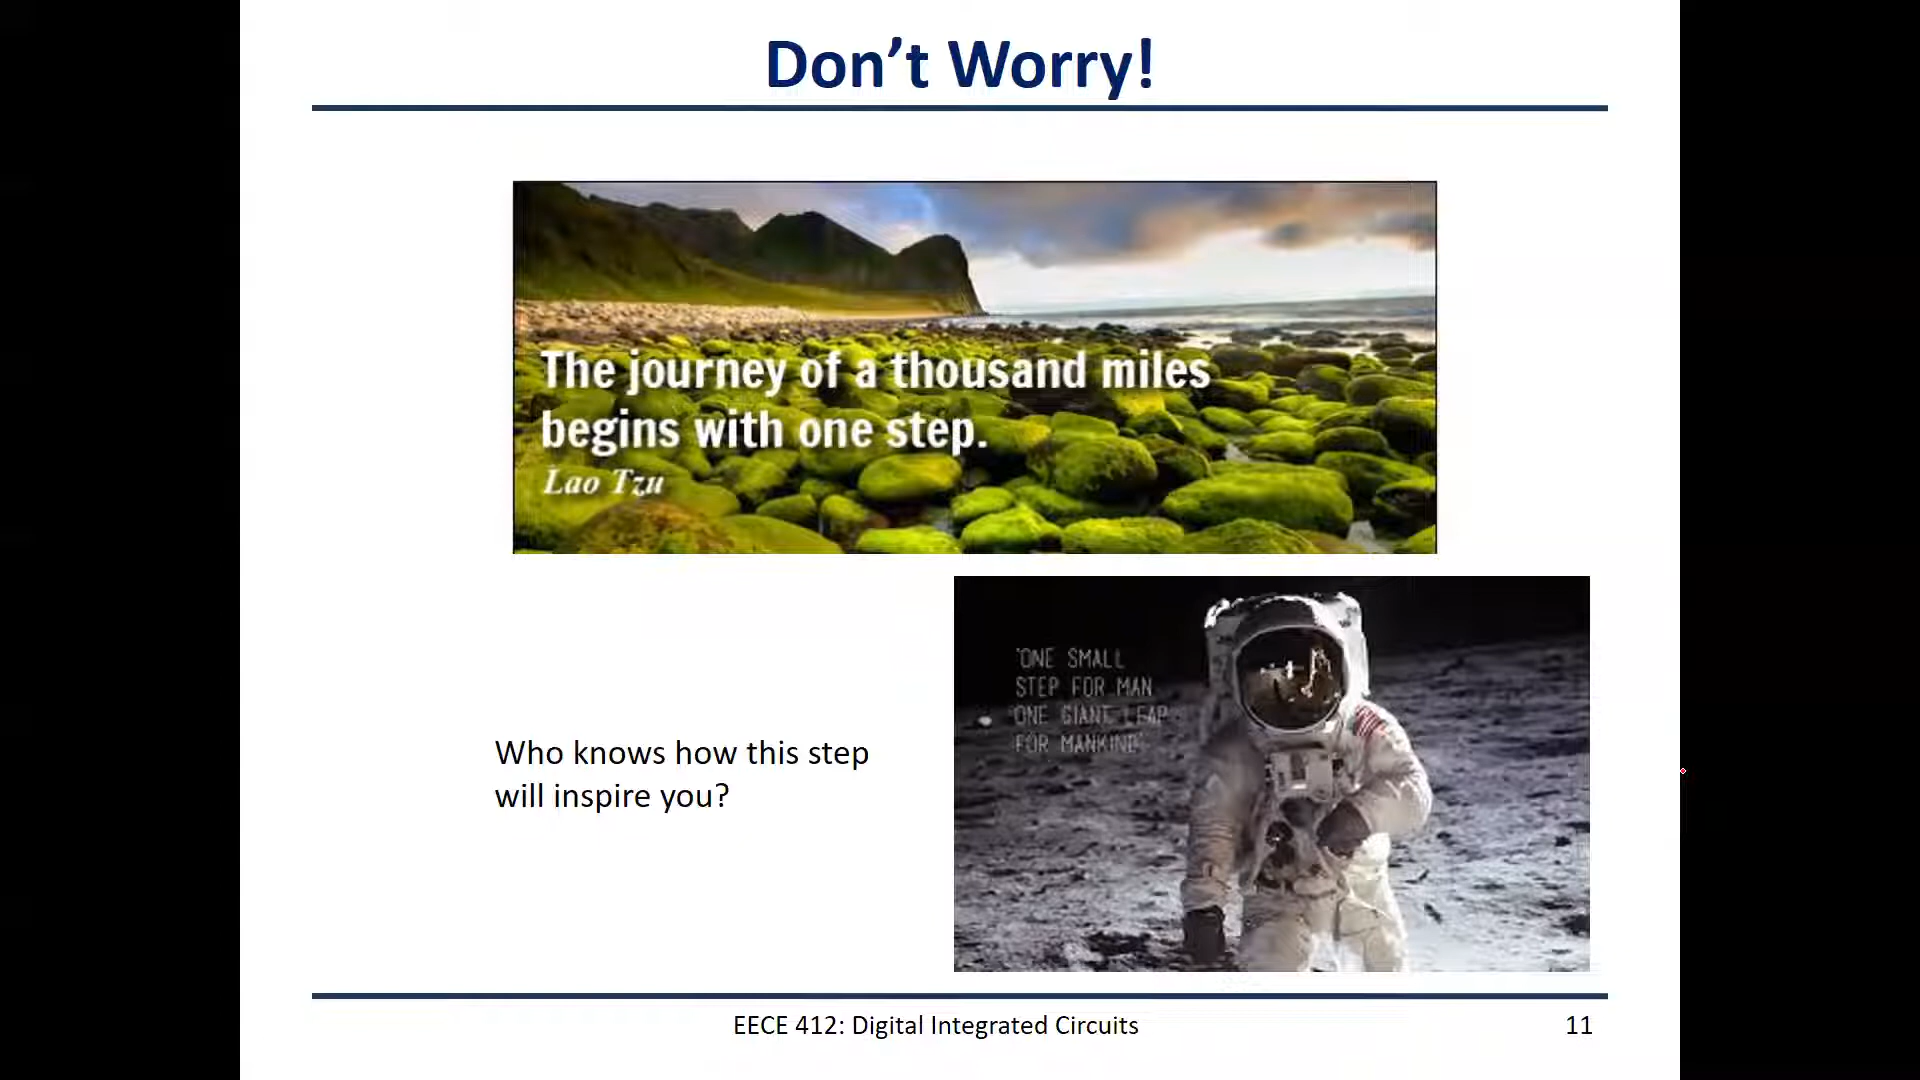 Don’t Worry!
The journey of a thousand miles
begins with one step.
Lao Tzu
"ONE SMALL
STEP FOR MAN
ONE GIANT LEAP
FOR MANKIND"
Who knows how this step
will inspire you?
EECE 412: Digital Integrated Circuits
11